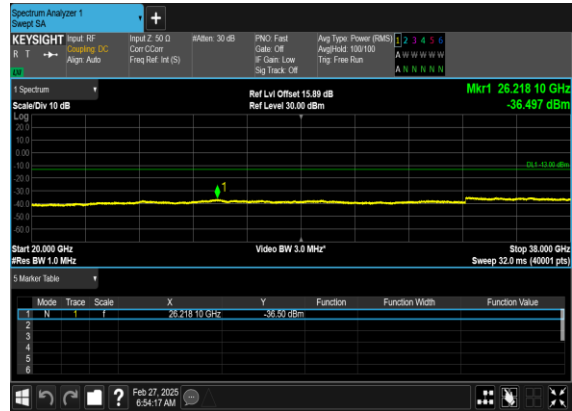 Spectrum Analyzer 1
Swept SA
+
KEYSIGHT
R T
Input: RF
Coupling: DC
Align: Auto
Input Z: 50 Ω
Corr CCorr
Freq Ref: Int (S)
#Atten: 30 dB
PNO: Fast
Gate: Off
IF Gain: Low
Sig Track: Off
Avg Type: Power (RMS)
Avg|Hold: 100/100
Trig: Free Run
1 2 3 4 5 6
A W W W W W
A N N N N N
1 Spectrum
Scale/Div 10 dB
Ref Lvl Offset 15.89 dB
Ref Level 30.00 dBm
Mkr1 26.218 10 GHz
-36.497 dBm
Log
20.0
10.0
0.00
-10.0
DL1 -13.00 dBm
-20.0
-30.0
1
-40.0
-50.0
-60.0
Start 20.000 GHz
#Res BW 1.0 MHz
Video BW 3.0 MHz*
Stop 38.000 GHz
Sweep 32.0 ms (40001 pts)
5 Marker Table
Mode Trace Scale X Y Function Function Width Function Value
1 N 1 f 26.218 10 GHz -36.50 dBm
2
3
4
5
6
?
Feb 27, 2025
6:54:17 AM